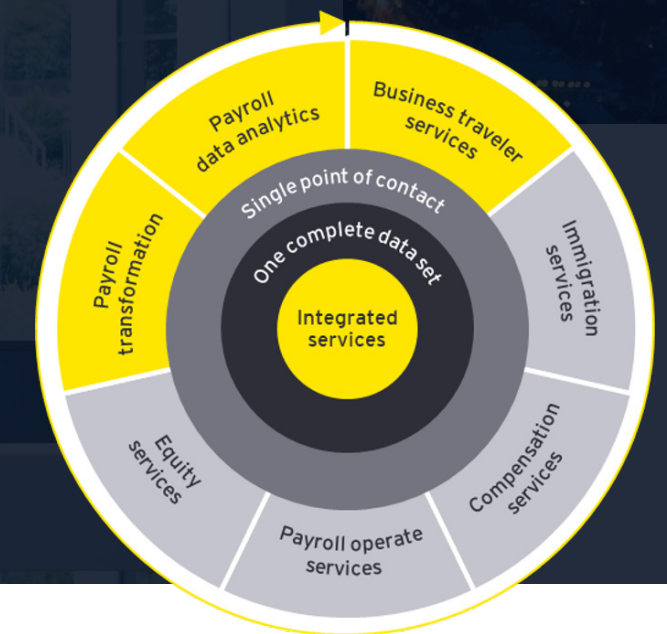 Business traveler
services
Immigration
services
Compensation
services
Payroll operate
services
Equity
services
Payroll
transformation
Payroll
data analytics
Single point of contact
One complete data set
Integrated
services